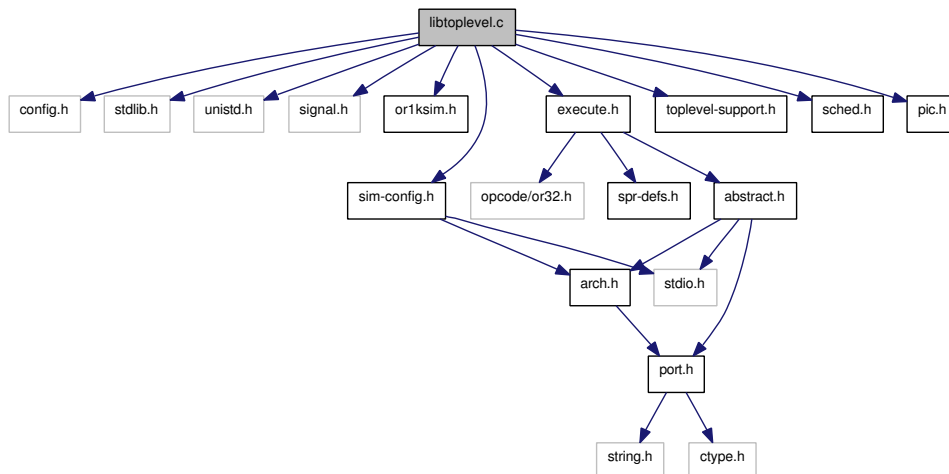 libtoplevel.c
config.h
stdlib.h
unistd.h
signal.h
or1ksim.h
execute.h
toplevel-support.h
sched.h
pic.h
sim-config.h
opcode/or32.h
spr-defs.h
abstract.h
arch.h
stdio.h
port.h
string.h
ctype.h